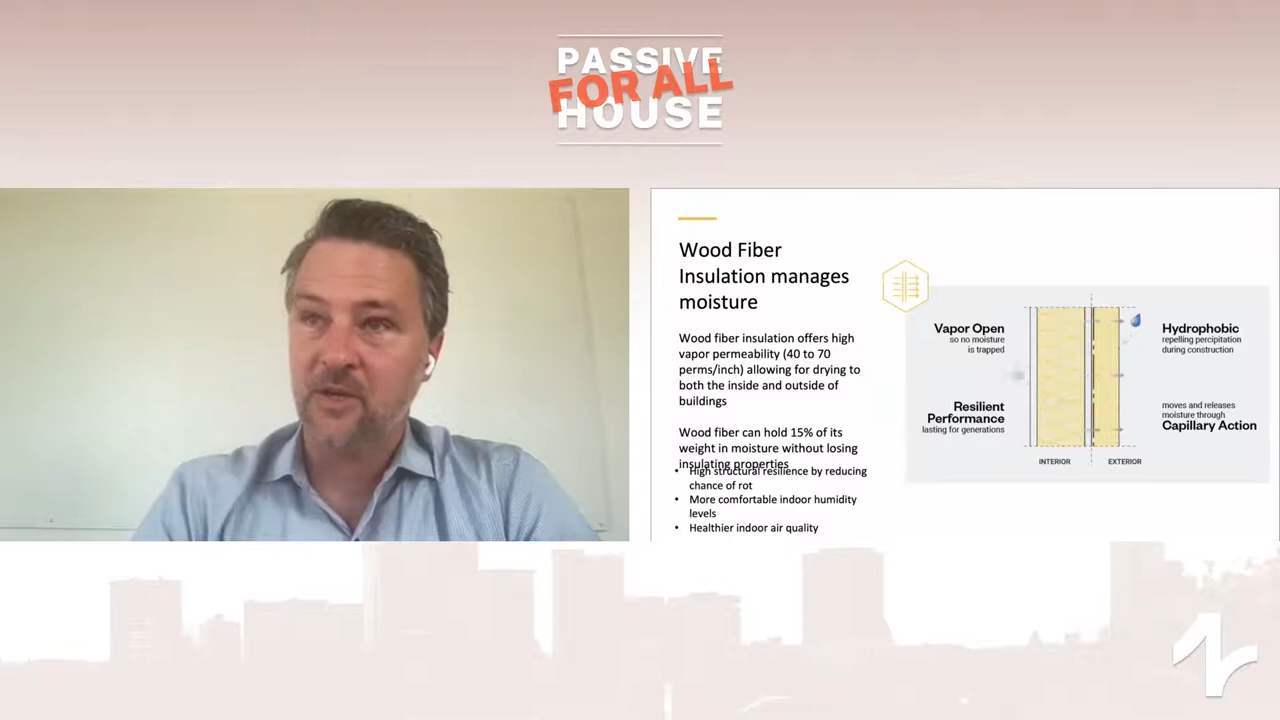 PASSIVE
FOR ALL
HOUSE
Wood Fiber
Insulation manages
moisture
Wood fiber insulation offers high
vapor permeability (40 to 70
perms/inch) allowing for drying to
both the inside and outside of
buildings
Wood fiber can hold 15% of its
weight in moisture without losing
insulating properties
• High structural resilience by reducing
chance of rot
• More comfortable indoor humidity
levels
• Healthier indoor air quality
Vapor Open
so no moisture
is trapped
Resilient
Performance
lasting for generations
Hydrophobic
repelling percipitation
during construction
moves and releases
moisture through
Capillary Action
INTERIOR
EXTERIOR